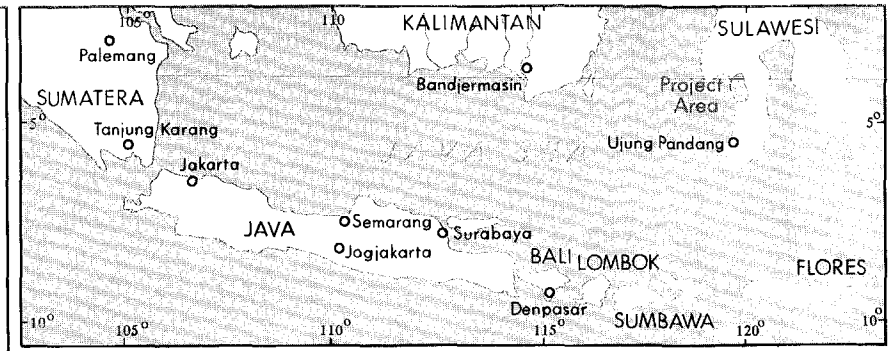 105°
110
KALIMANTAN
SULAWESI
Palemang
Bandjermasin
Project
Area
SUMATERA
5°
5°
Tanjung Karang
Ujung Pandang
Jakarta
JAVA
Semarang
Surabaya
Jogjakarta
BALI
LOMBOK
FLORES
Denpasar
SUMBAWA
10°
105°
110°
115°
120°
10°